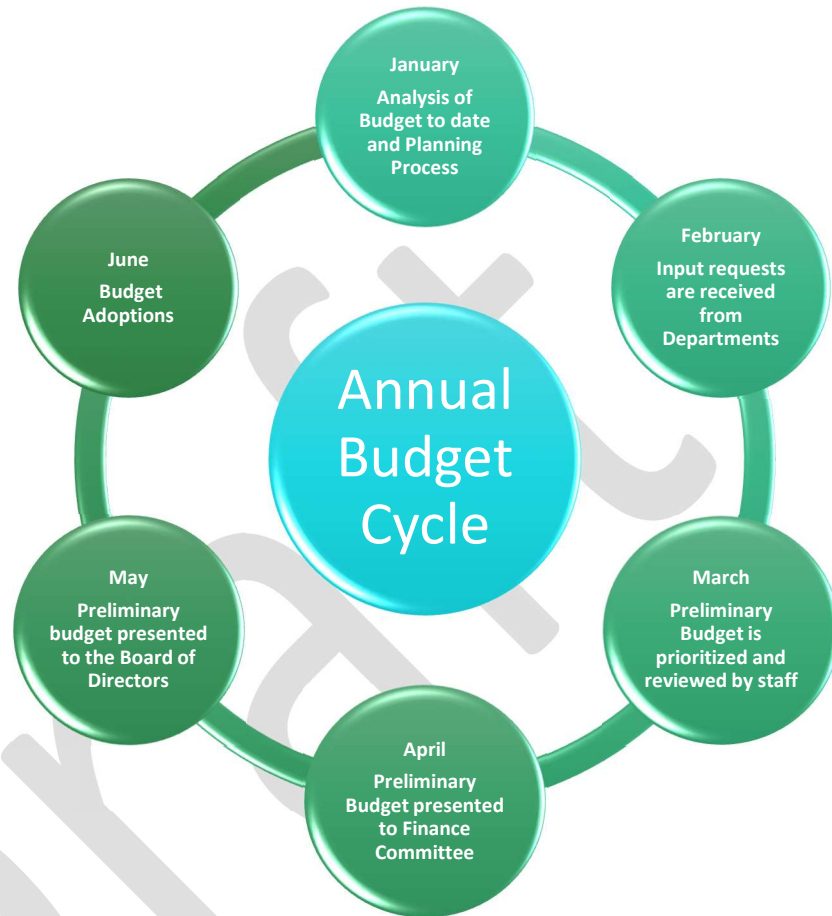 January
Analysis of
Budget to date
and Planning
Process
February
Input requests
are received
from
Departments
March
Preliminary
Budget is
prioritized and
reviewed by staff
April
Preliminary
Budget presented
to Finance
Committee
May
Preliminary
budget presented
to the Board of
Directors
June
Budget
Adoptions
Annual
Budget
Cycle
Draft